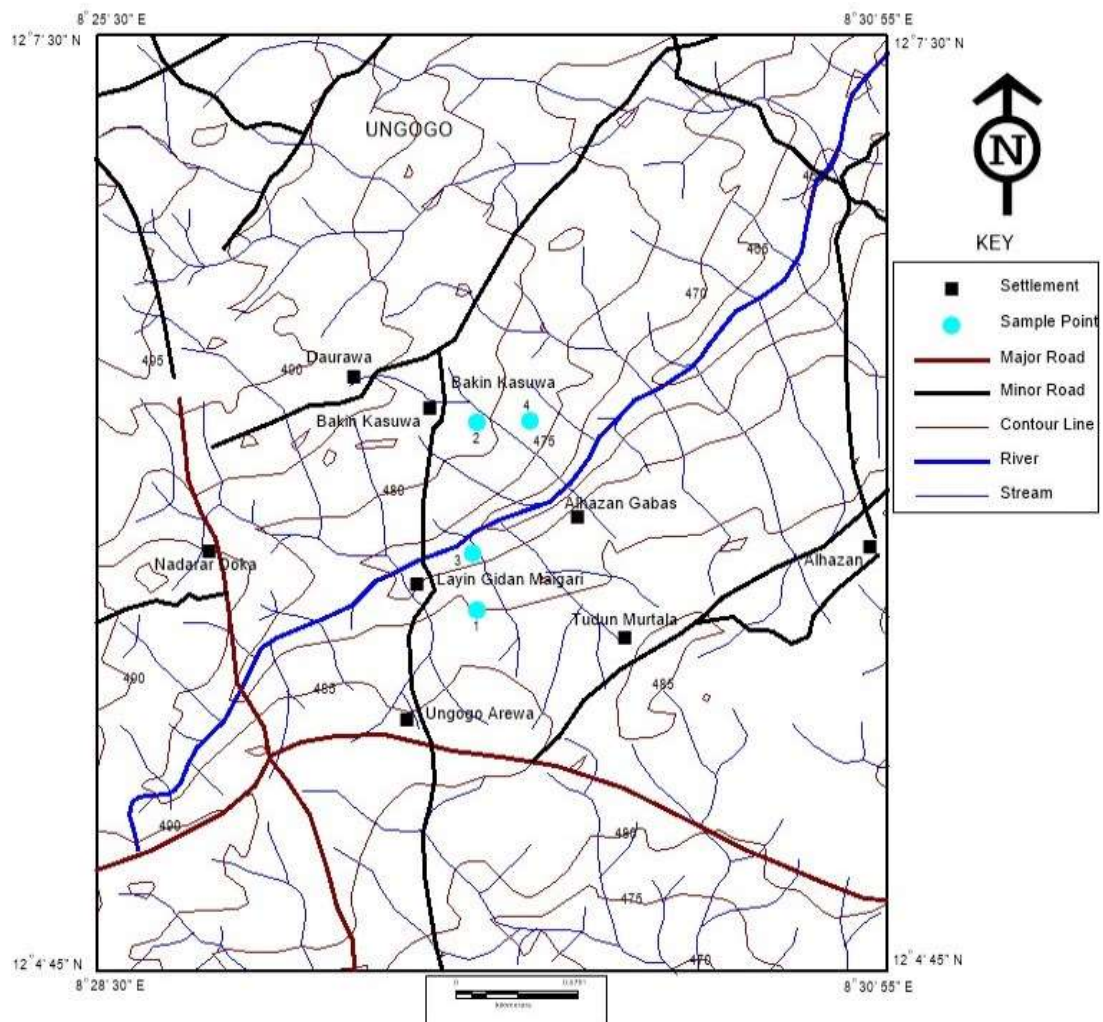 8° 25' 30" E
8° 30' 55" E
12° 7' 30" N
12° 7' 30" N
UNGOGO
N
KEY
Settlement
Sample Point
Major Road
Minor Road
Contour Line
River
Stream
465
470
495
490
Daurawa
Bakin Kasuwa
Bakin Kasuwa
4
2
475
480
Alhazan Gabas
Nadarar Doka
3
Layin Gidan Maigari
Alhazan
1
Tudun Murtala
490
485
485
Ungogo Arewa
490
480
475
470
12° 4' 45" N
12° 4' 45" N
8° 28' 30" E
8° 30' 55" E
0
kilometers